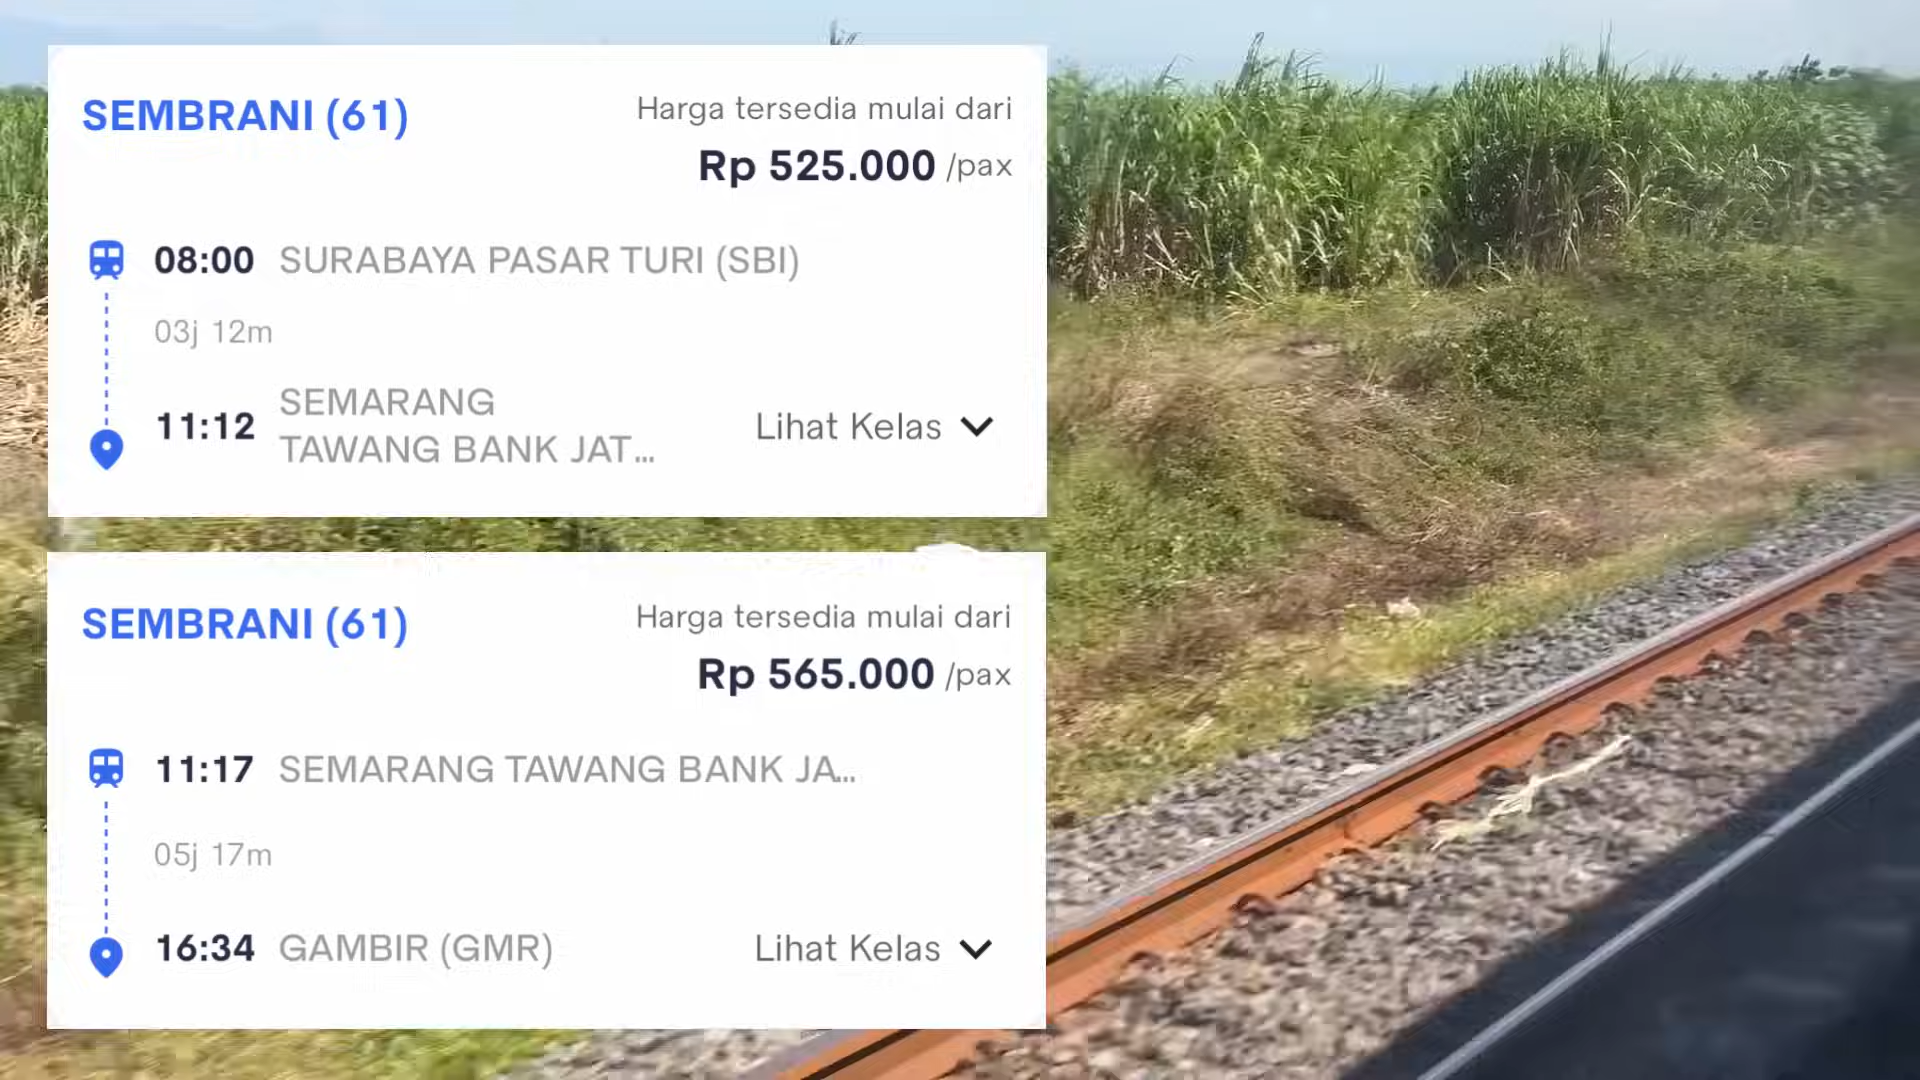 SEMBRANI (61)
Harga tersedia mulai dari
Rp 525.000 /pax
08:00 SURABAYA PASAR TURI (SBI)
03j 12m
11:12 SEMARANG
TAWANG BANK JAT...
Lihat Kelas
SEMBRANI (61)
Harga tersedia mulai dari
Rp 565.000 /pax
11:17 SEMARANG TAWANG BANK JA...
05j 17m
16:34 GAMBIR (GMR)
Lihat Kelas